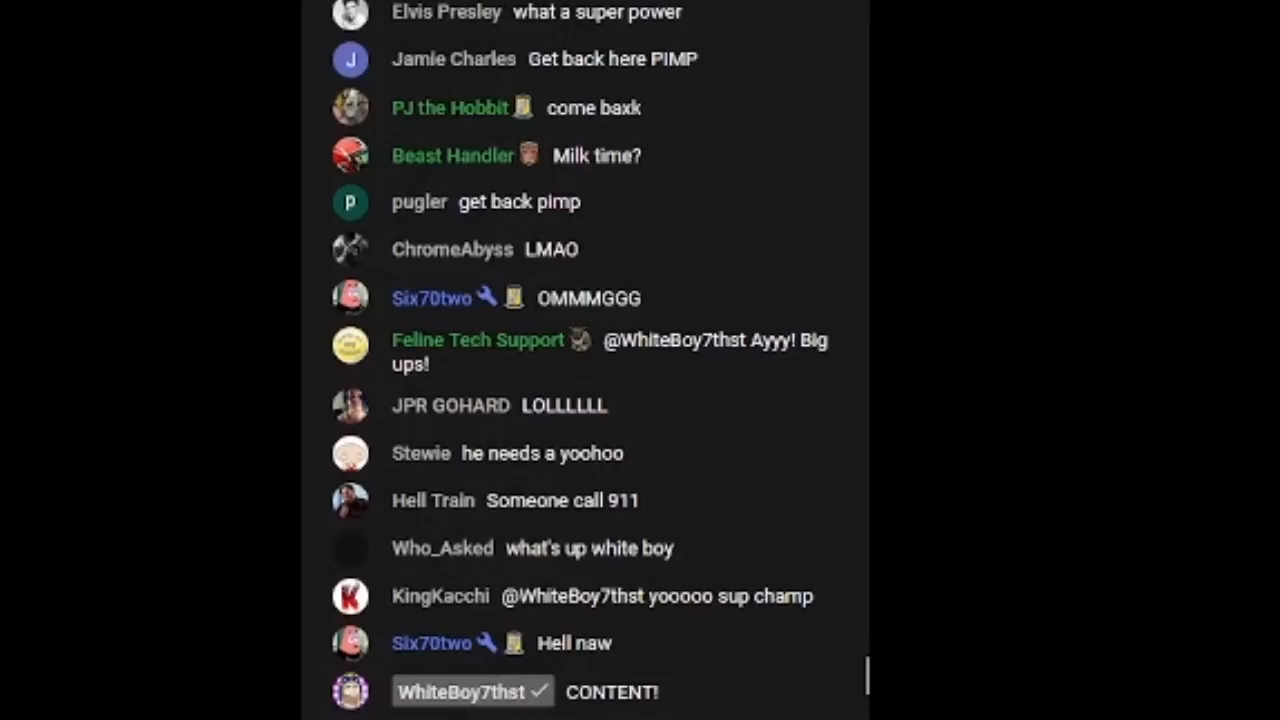 Elvis Presley what a super power
J Jamie Charles Get back here PIMP
PJ the Hobbit come baxk
Beast Handler Milk time?
P pugler get back pimp
ChromeAbyss LMAO
Six70two OMMMGGG
Feline Tech Support @WhiteBoy7thst Ayyy! Big
ups!
JPR GOHARD LOLLLLLL
Stewie he needs a yoohoo
Hell Train Someone call 911
Who_Asked what's up white boy
K KingKacchi @WhiteBoy7thst yooooo sup champ
Six70two Hell naw
WhiteBoy7thst CONTENT!